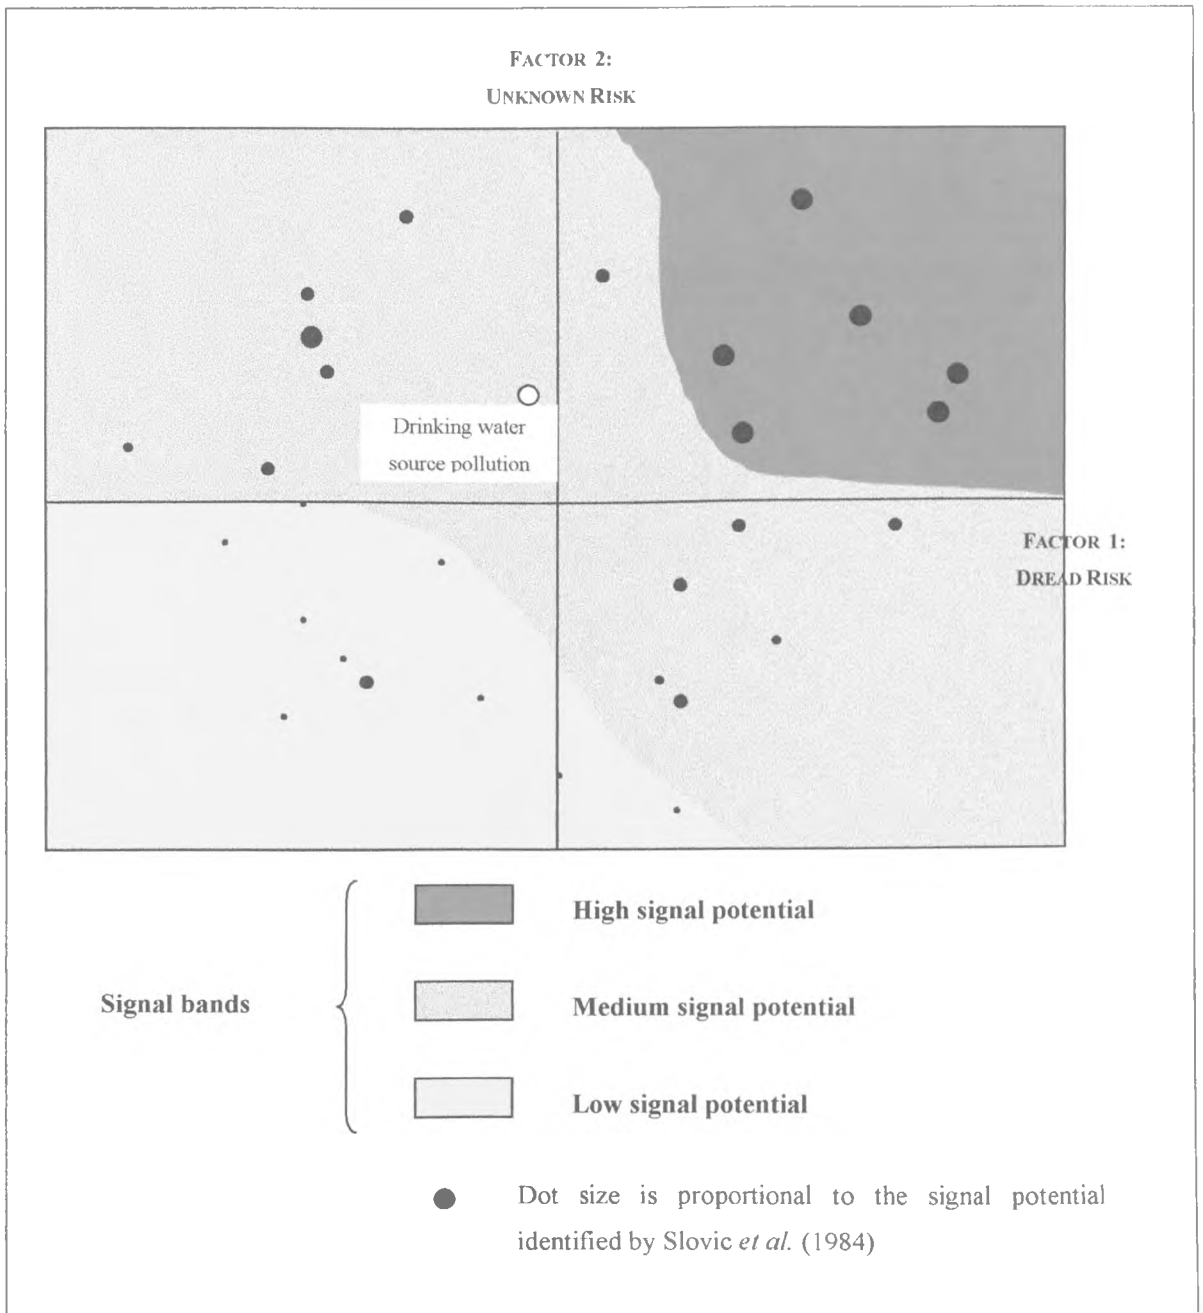 FACTOR 2:
UNKNOWN RISK
Drinking water
source pollution
FACTOR 1:
DREAD RISK
High signal potential
Signal bands
Medium signal potential
Low signal potential
Dot size is proportional to the signal potential
identified by Slovic et al. (1984)